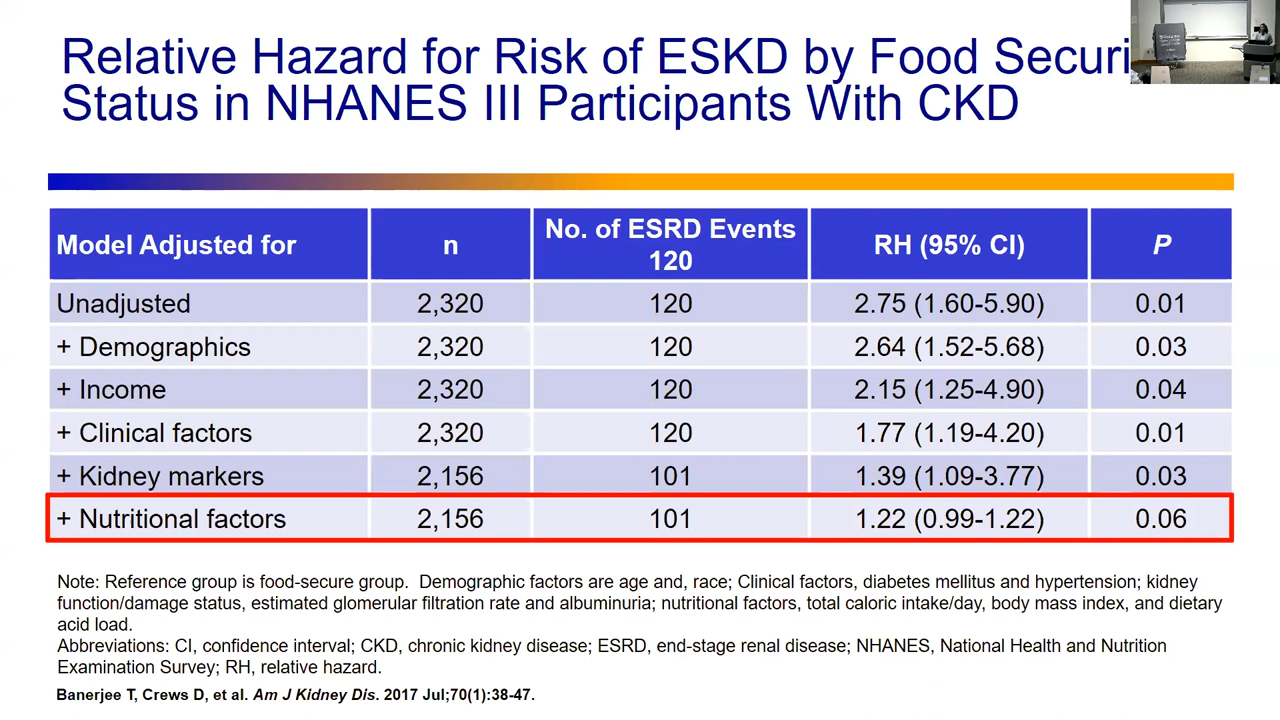 Relative Hazard for Risk of ESKD by Food Securi
Status in NHANES III Participants With CKD
Model Adjusted for n No. of ESRD Events 120 RH (95% CI) P
Unadjusted 2,320 120 2.75 (1.60-5.90) 0.01
+ Demographics 2,320 120 2.64 (1.52-5.68) 0.03
+ Income 2,320 120 2.15 (1.25-4.90) 0.04
+ Clinical factors 2,320 120 1.77 (1.19-4.20) 0.01
+ Kidney markers 2,156 101 1.39 (1.09-3.77) 0.03
+ Nutritional factors 2,156 101 1.22 (0.99-1.22) 0.06
Note: Reference group is food-secure group. Demographic factors are age and, race; Clinical factors, diabetes mellitus and hypertension; kidney
function/damage status, estimated glomerular filtration rate and albuminuria; nutritional factors, total caloric intake/day, body mass index, and dietary
acid load.
Abbreviations: CI, confidence interval; CKD, chronic kidney disease; ESRD, end-stage renal disease; NHANES, National Health and Nutrition
Examination Survey; RH, relative hazard.
Banerjee T, Crews D, et al. Am J Kidney Dis. 2017 Jul;70(1):38-47.